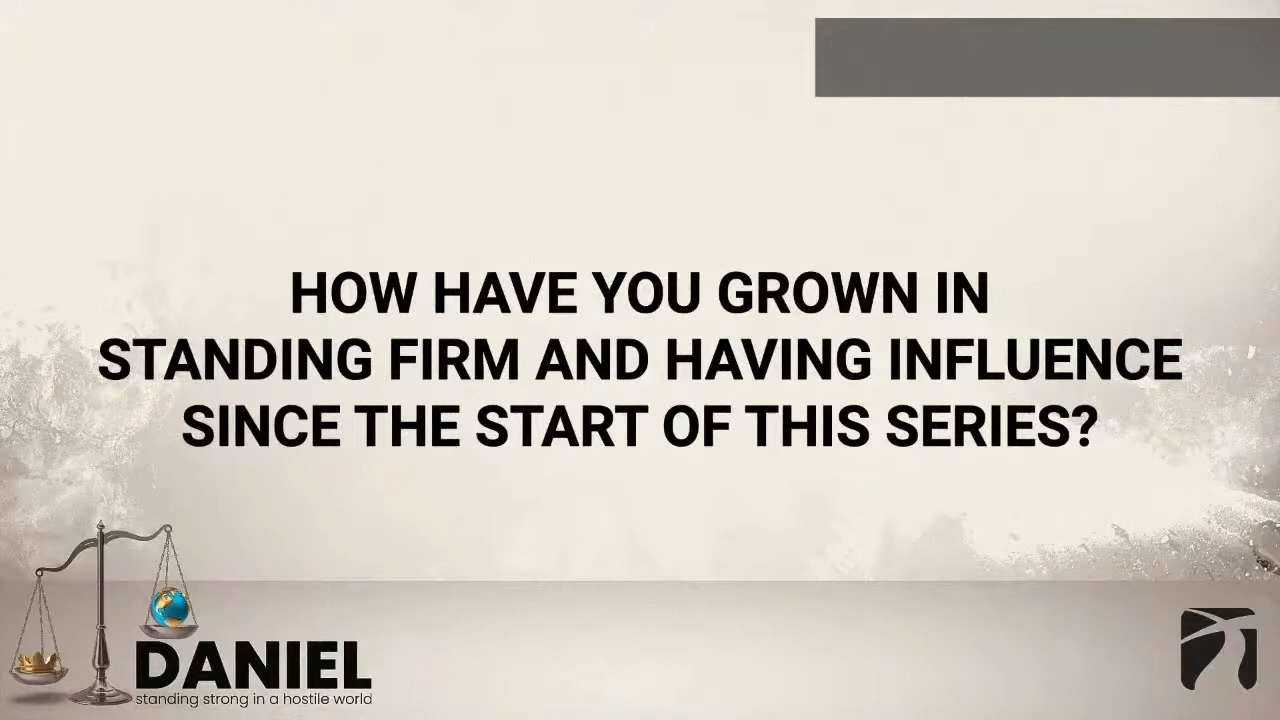 HOW HAVE YOU GROWN IN
STANDING FIRM AND HAVING INFLUENCE
SINCE THE START OF THIS SERIES?
DANIEL
standing strong in a hostile world